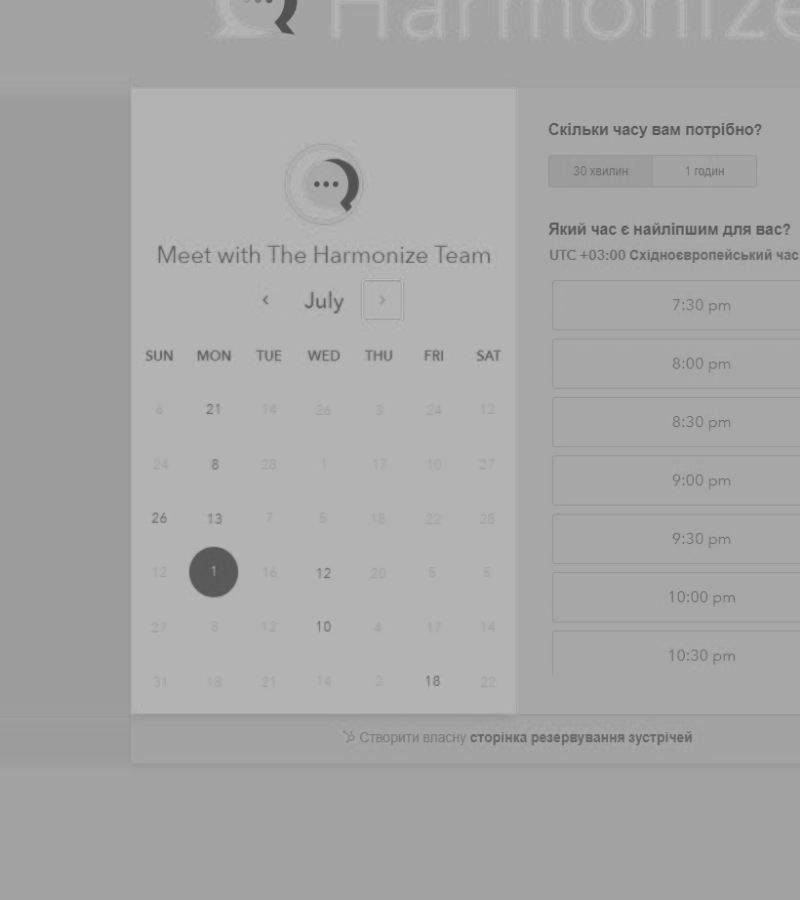 Harmonize
Meet with The Harmonize Team
July
SUN MON TUE WED THU FRI SAT
6 21 14 26 3 24 12
24 8 28 1 17 10 27
26 13 7 5 18 22 28
12 1 16 12 20 5 6
27 8 12 10 4 17 14
31 18 21 14 2 18 22
Скільки часу вам потрібно?
30 хвилин 1 годин
Який час є найліпшим для вас?
UTC +03:00 Східноєвропейський час
7:30 pm
8:00 pm
8:30 pm
9:00 pm
9:30 pm
10:00 pm
10:30 pm
Створити власну сторінка резервування зустрічей